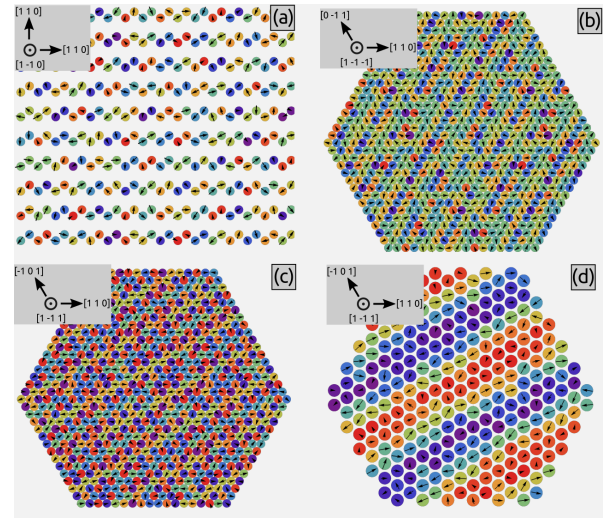 [1 1 0]
(a)
[1 1 0]
[1 -1 0]
[0 -1 1]
(b)
[1 1 0]
[1 -1 -1]
[-1 0 1]
(c)
[1 1 0]
[1 -1 1]
[-1 0 1]
(d)
[1 1 0]
[1 -1 1]